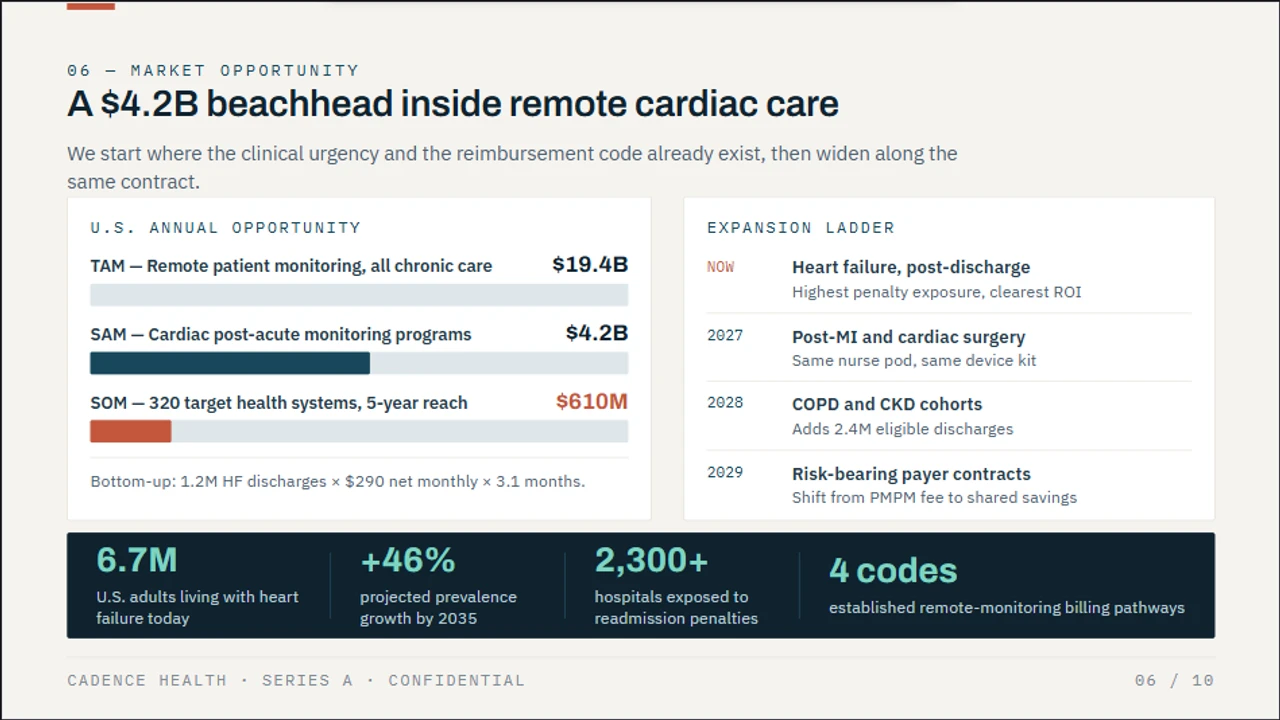 06 — MARKET OPPORTUNITY
A $4.2B beachhead inside remote cardiac care
We start where the clinical urgency and the reimbursement code already exist, then widen along the
same contract.
U.S. ANNUAL OPPORTUNITY
TAM — Remote patient monitoring, all chronic care $19.4B
SAM — Cardiac post-acute monitoring programs $4.2B
SOM — 320 target health systems, 5-year reach $610M
Bottom-up: 1.2M HF discharges × $290 net monthly × 3.1 months.
EXPANSION LADDER
NOW Heart failure, post-discharge
Highest penalty exposure, clearest ROI
2027 Post-MI and cardiac surgery
Same nurse pod, same device kit
2028 COPD and CKD cohorts
Adds 2.4M eligible discharges
2029 Risk-bearing payer contracts
Shift from PMPM fee to shared savings
6.7M
U.S. adults living with heart
failure today
+46%
projected prevalence
growth by 2035
2,300+
hospitals exposed to
readmission penalties
4 codes
established remote-monitoring billing pathways
CADENCE HEALTH · SERIES A · CONFIDENTIAL
06 / 10